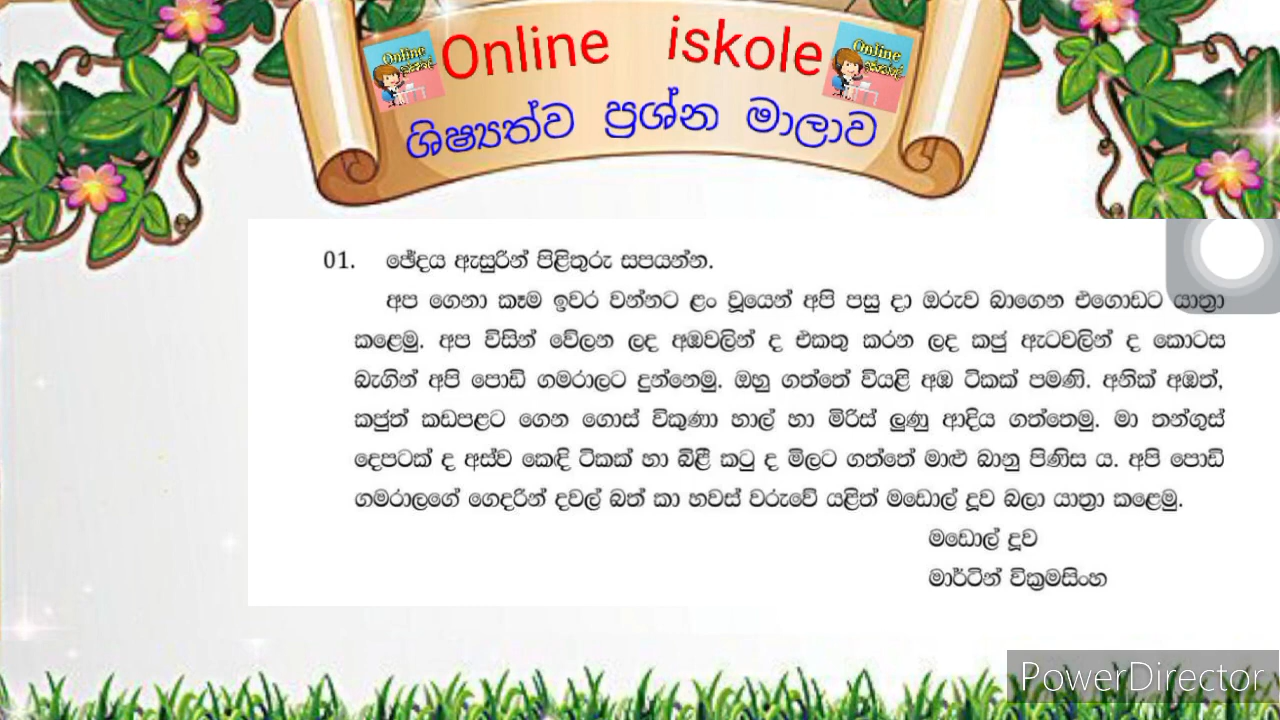 Online iskole
ශිෂ්‍යත්ව ප්‍රශ්න මාලාව
01. ඡේදය ඇසුරින් පිළිතුරු සපයන්න.
අප ගෙනා කෑම ඉවර වන්නට ළං වූයෙන් අපි පසු දා ඔරුව බාගෙන එගොඩට යාත්‍රා
කළෙමු. අප විසින් වේලන ලද අඹවලින් ද එකතු කරන ලද කජු ඇටවලින් ද කොටස
බැගින් අපි පොඩි ගමරාලට දුන්නෙමු. ඔහු ගත්තේ වියළි අඹ ටිකක් පමණි. අනික් අඹත්,
කජුත් කඩපළට ගෙන ගොස් විකුණා හාල් හා මිරිස් ලුණු ආදිය ගත්තෙමු. මා තන්ගුස්
දෙපටක් ද අස්ව කෙඳි ටිකක් හා බිළී කටු ද මිලට ගත්තේ මාළු බානු පිණිස ය. අපි පොඩි
ගමරාලගේ ගෙදරින් දවල් බත් කා හවස් වරුවේ යළිත් මඩොල් දූව බලා යාත්‍රා කළෙමු.
මඩොල් දූව
මාර්ටින් වික්‍රමසිංහ
PowerDirector